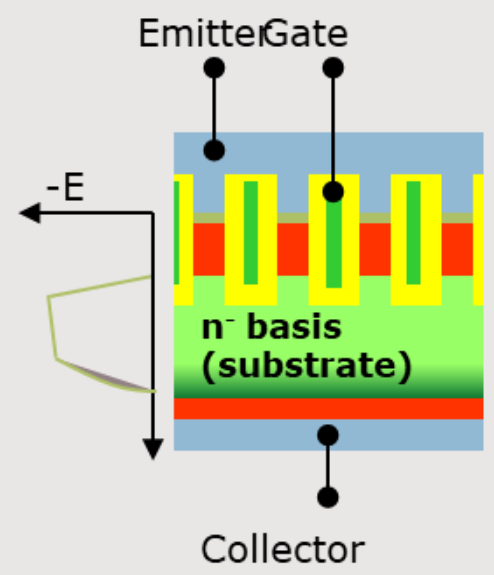 Emitter
Gate
-E
n⁻ basis
(substrate)
Collector